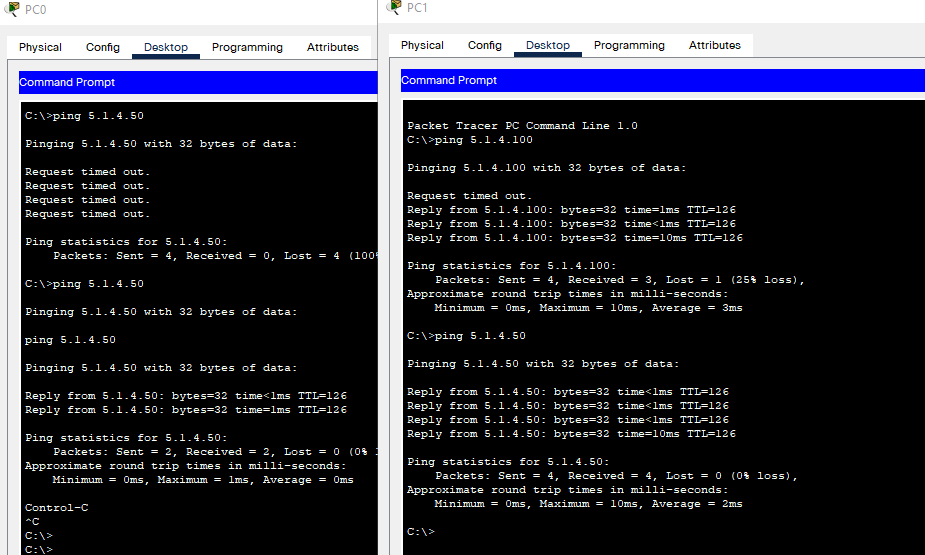 PC0
Physical Config Desktop Programming Attributes
Command Prompt
C:\>ping 5.1.4.50
Pinging 5.1.4.50 with 32 bytes of data:
Request timed out.
Request timed out.
Request timed out.
Request timed out.
Ping statistics for 5.1.4.50:
Packets: Sent = 4, Received = 0, Lost = 4 (100%
C:\>ping 5.1.4.50
Pinging 5.1.4.50 with 32 bytes of data:
ping 5.1.4.50
Pinging 5.1.4.50 with 32 bytes of data:
Reply from 5.1.4.50: bytes=32 time<1ms TTL=126
Reply from 5.1.4.50: bytes=32 time=1ms TTL=126
Ping statistics for 5.1.4.50:
Packets: Sent = 2, Received = 2, Lost = 0 (0%
Approximate round trip times in milli-seconds:
Minimum = 0ms, Maximum = 1ms, Average = 0ms
Control-C
^C
C:\>
C:\>
PC1
Physical Config Desktop Programming Attributes
Command Prompt
Packet Tracer PC Command Line 1.0
C:\>ping 5.1.4.100
Pinging 5.1.4.100 with 32 bytes of data:
Request timed out.
Reply from 5.1.4.100: bytes=32 time=1ms TTL=126
Reply from 5.1.4.100: bytes=32 time<1ms TTL=126
Reply from 5.1.4.100: bytes=32 time=10ms TTL=126
Ping statistics for 5.1.4.100:
Packets: Sent = 4, Received = 3, Lost = 1 (25% loss),
Approximate round trip times in milli-seconds:
Minimum = 0ms, Maximum = 10ms, Average = 3ms
C:\>ping 5.1.4.50
Pinging 5.1.4.50 with 32 bytes of data:
Reply from 5.1.4.50: bytes=32 time<1ms TTL=126
Reply from 5.1.4.50: bytes=32 time<1ms TTL=126
Reply from 5.1.4.50: bytes=32 time<1ms TTL=126
Reply from 5.1.4.50: bytes=32 time=10ms TTL=126
Ping statistics for 5.1.4.50:
Packets: Sent = 4, Received = 4, Lost = 0 (0% loss),
Approximate round trip times in milli-seconds:
Minimum = 0ms, Maximum = 10ms, Average = 2ms
C:\>